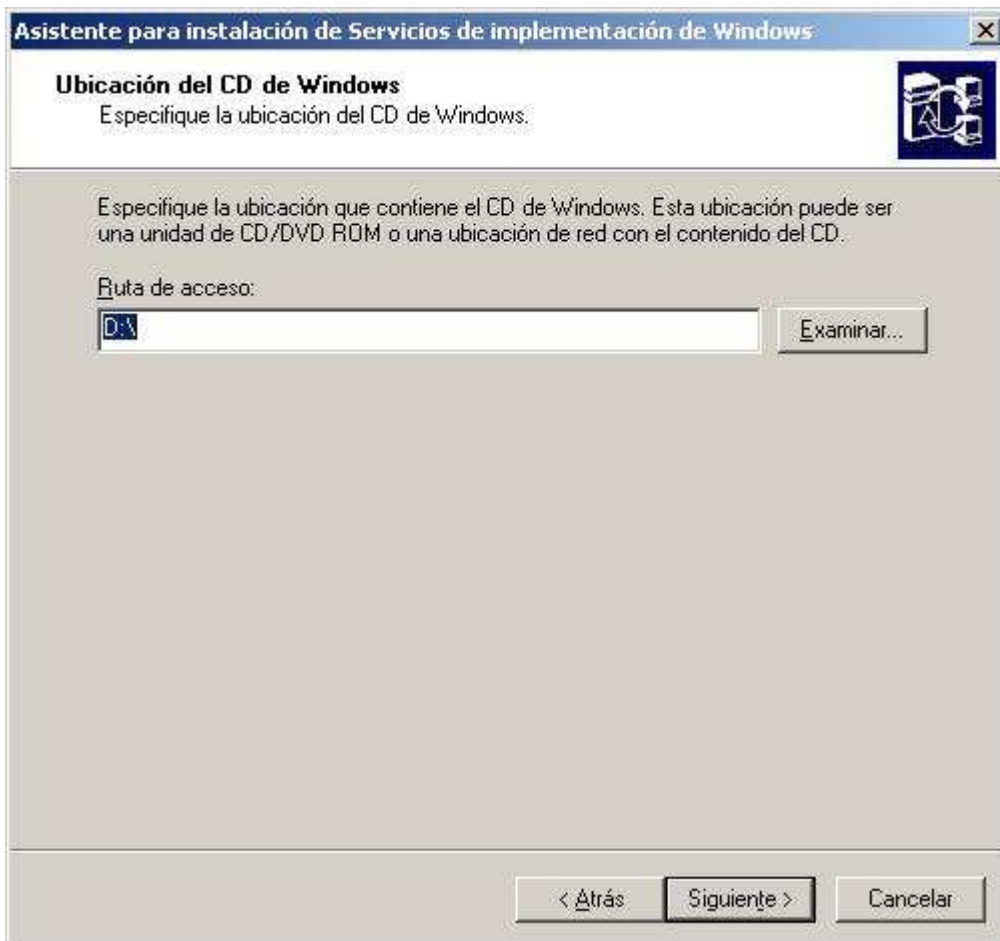 Asistente para instalación de Servicios de implementación de Windows
Ubicación del CD de Windows
Especifique la ubicación del CD de Windows.
Especifique la ubicación que contiene el CD de Windows. Esta ubicación puede ser
una unidad de CD/DVD ROM o una ubicación de red con el contenido del CD.
Ruta de acceso:
D:\
Examinar...
< Atrás
Siguiente >
Cancelar